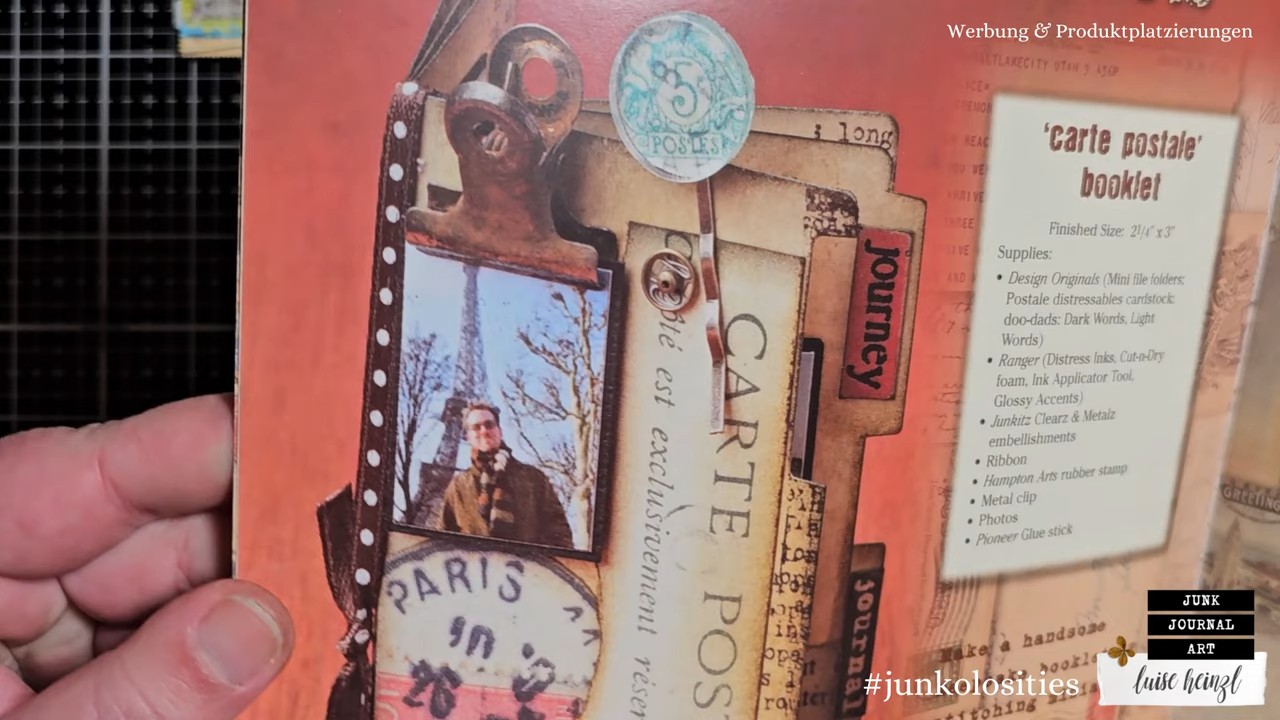 Werbung & Produktplatzierungen
5
POSTES
; long
journey
CARTE POS
est exclusivement réser
PARIS
in
journal
'carte postale'
booklet
Finished Size: 2¼" x 3"
Supplies:
• Design Originals (Mini file folders:
Postale distressables cardstock:
doo-dads: Dark Words, Light
Words)
• Ranger (Distress Inks, Cut-n-Dry
foam, Ink Applicator Tool,
Glossy Accents)
• Junkitz Clearz & Metalz
embellishments
• Ribbon
• Hampton Arts rubber stamp
• Metal clip
• Photos
• Pioneer Glue stick
Make a handsome
JUNK
JOURNAL
ART
luise heinzl
#junkolosities